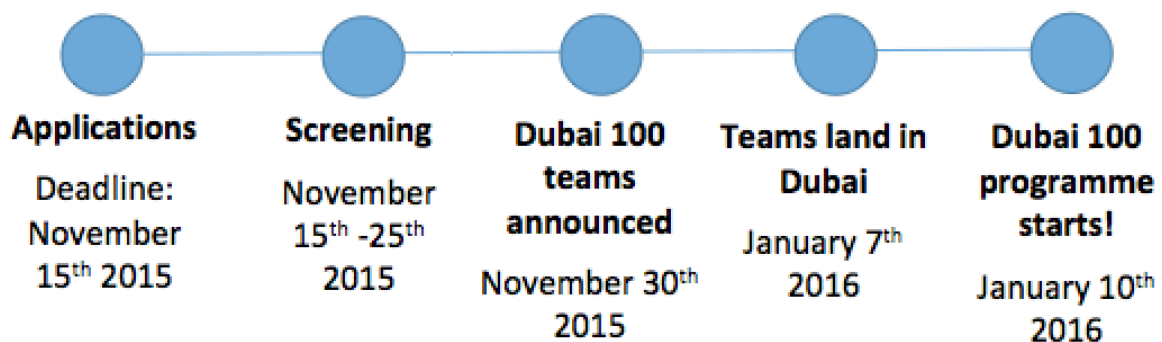 Applications
Deadline:
November
15th 2015
Screening
November
15th -25th
2015
Dubai 100
teams
announced
November 30th
2015
Teams land in
Dubai
January 7th
2016
Dubai 100
programme
starts!
January 10th
2016